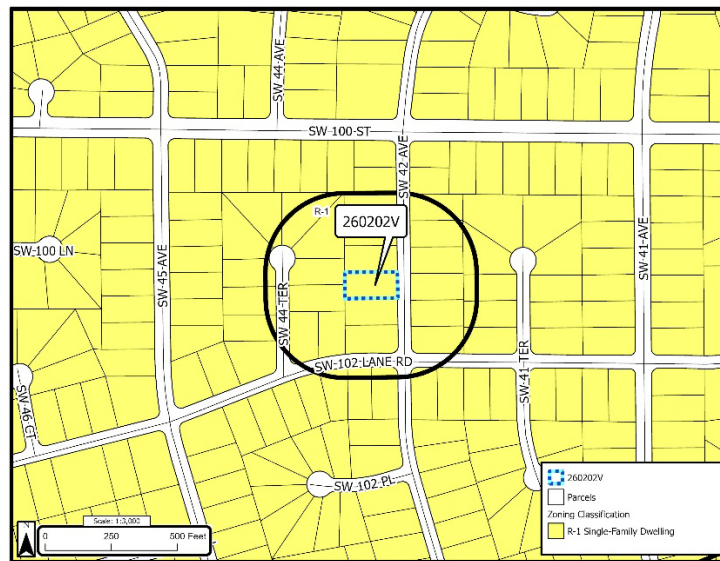 SW 44 AVE
SW 100 ST
SW 42 AVE
R-1
260202V
SW 100 LN
SW 45 AVE
SW 44 TER
SW 41 AVE
SW 102 LANE RD
SW 41 TER
SW 46 CT
SW 102 PL
260202V
Parcels
Zoning Classification
R-1 Single-Family Dwelling
Scale: 1:3,000
0 250 500 Feet